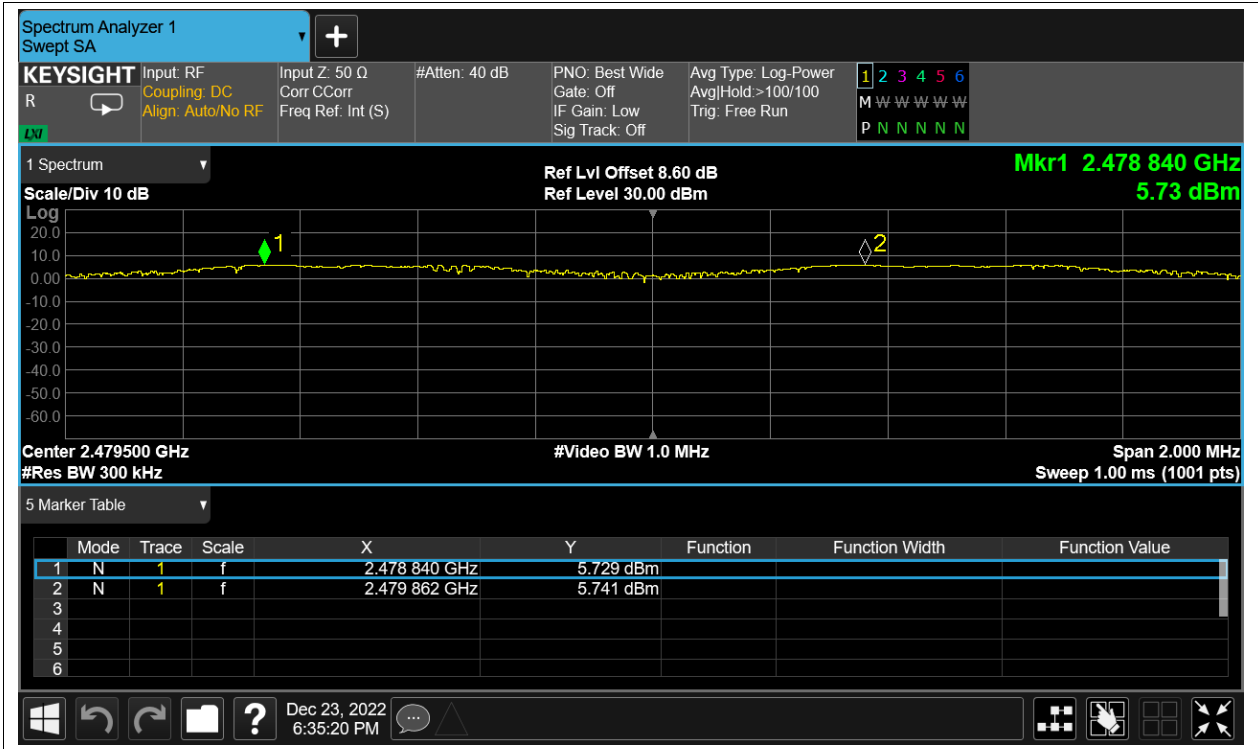 Spectrum Analyzer 1
Swept SA
KEYSIGHT Input: RF Input Z: 50 Ω #Atten: 40 dB PNO: Best Wide Avg Type: Log-Power 1 2 3 4 5 6
R Coupling: DC Corr CCorr Gate: Off Avg|Hold:>100/100 M W W W W W
Align: Auto/No RF Freq Ref: Int (S) IF Gain: Low Trig: Free Run
LXI Sig Track: Off P N N N N N
1 Spectrum Ref Lvl Offset 8.60 dB Mkr1 2.478 840 GHz
Scale/Div 10 dB Ref Level 30.00 dBm 5.73 dBm
Log
20.0
10.0
0.00
-10.0
-20.0
-30.0
-40.0
-50.0
-60.0
1
2
Center 2.479500 GHz #Video BW 1.0 MHz Span 2.000 MHz
#Res BW 300 kHz Sweep 1.00 ms (1001 pts)
5 Marker Table
Mode Trace Scale X Y Function Function Width Function Value
1 N 1 f 2.478 840 GHz 5.729 dBm
2 N 1 f 2.479 862 GHz 5.741 dBm
3
4
5
6
? Dec 23, 2022
6:35:20 PM